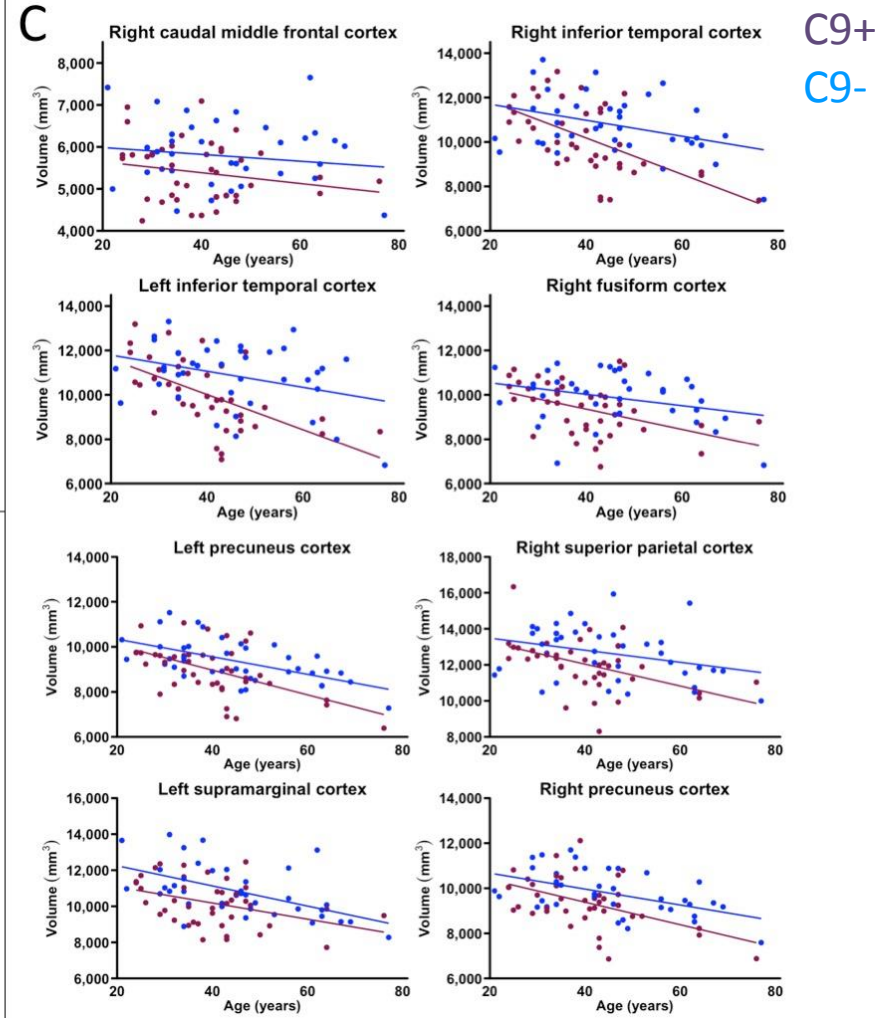 C
C9+
C9-
Right caudal middle frontal cortex
Volume (mm³)
8,000
7,000
6,000
5,000
4,000
20 40 60 80
Age (years)
Right inferior temporal cortex
Volume (mm³)
14,000
12,000
10,000
8,000
6,000
20 40 60 80
Age (years)
Left inferior temporal cortex
Volume (mm³)
14,000
12,000
10,000
8,000
6,000
20 40 60 80
Age (years)
Right fusiform cortex
Volume (mm³)
14,000
12,000
10,000
8,000
6,000
20 40 60 80
Age (years)
Left precuneus cortex
Volume (mm³)
14,000
12,000
10,000
8,000
6,000
20 40 60 80
Age (years)
Right superior parietal cortex
Volume (mm³)
18,000
16,000
14,000
12,000
10,000
8,000
20 40 60 80
Age (years)
Left supramarginal cortex
Volume (mm³)
16,000
14,000
12,000
10,000
8,000
6,000
20 40 60 80
Age (years)
Right precuneus cortex
Volume (mm³)
14,000
12,000
10,000
8,000
6,000
20 40 60 80
Age (years)